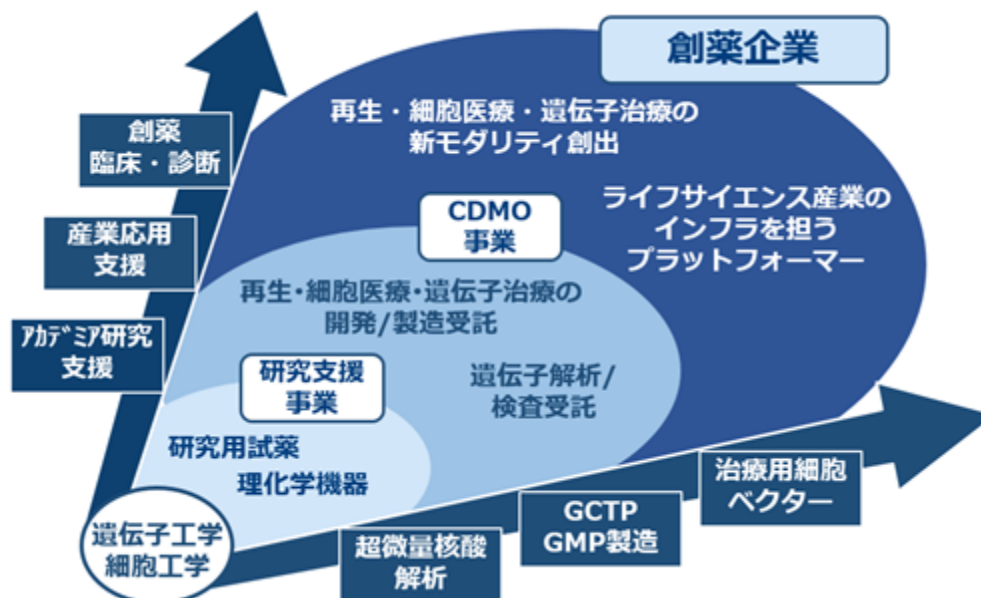 創薬企業
再生・細胞医療・遺伝子治療の
新モダリティ創出
ライフサイエンス産業の
インフラを担う
プラットフォーマー
創薬
臨床・診断
産業応用
支援
ｱｶﾃﾞﾐｱ研究
支援
CDMO
事業
再生・細胞医療・遺伝子治療の
開発/製造受託
遺伝子解析/
検査受託
研究支援
事業
研究用試薬
理化学機器
遺伝子工学
細胞工学
超微量核酸
解析
GCTP
GMP製造
治療用細胞
ベクター